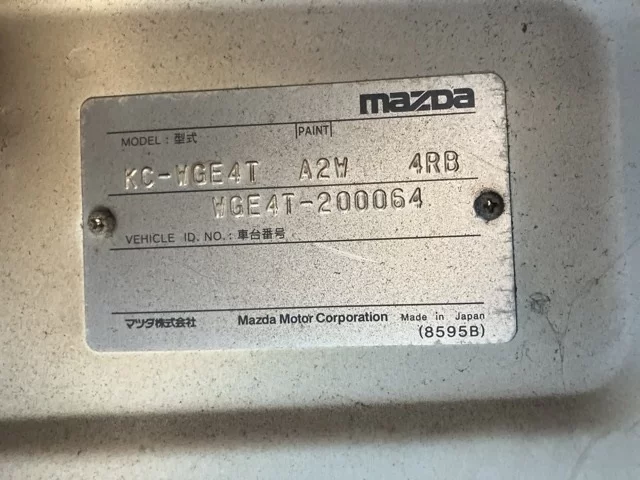 mazda
MODEL : 型式 PAINT
KC-WGE4T A2W 4RB
WGE4T-200064
VEHICLE ID. NO. : 車台番号
マツダ株式会社 Mazda Motor Corporation Made in Japan
(8595B)